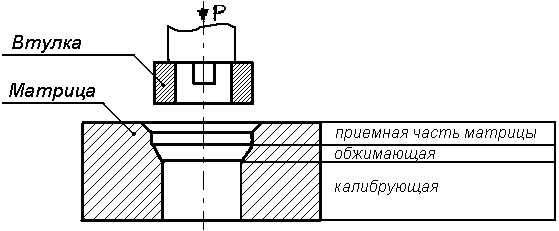 P
Втулка
Матрица
приемная часть матрицы
обжимающая
калибрующая